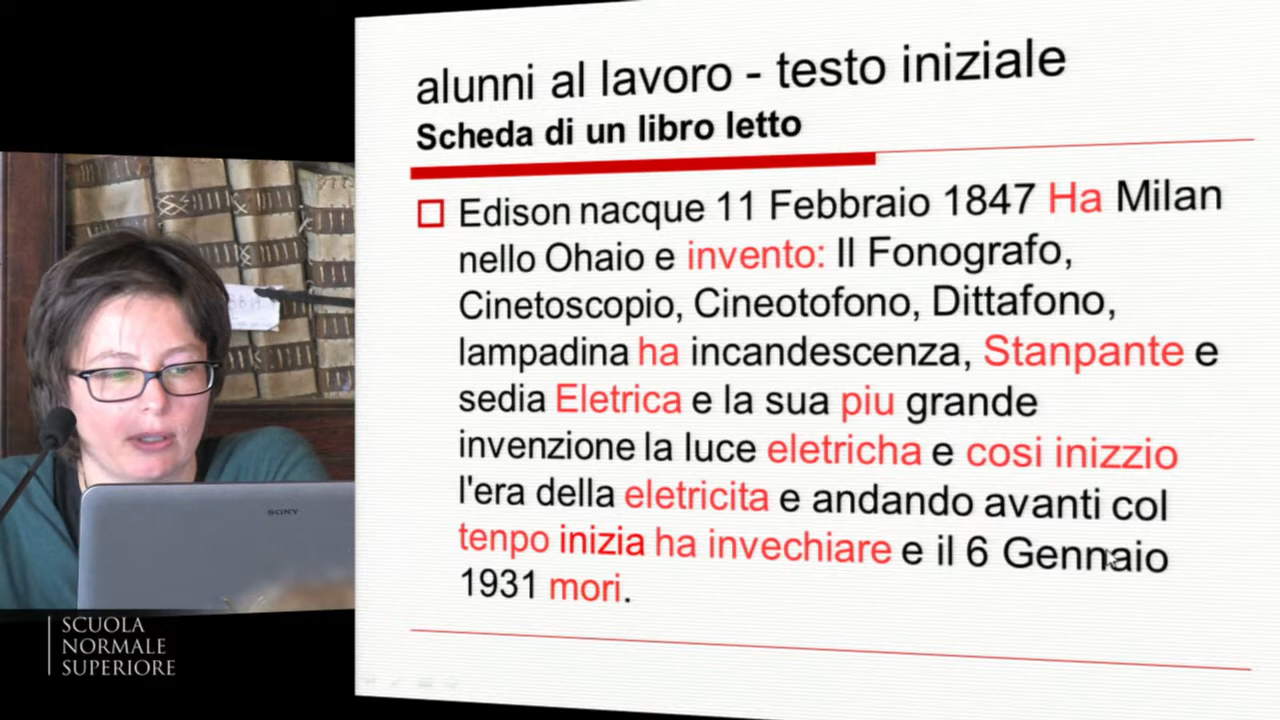 alunni al lavoro - testo iniziale
Scheda di un libro letto
Edison nacque 11 Febbraio 1847 Ha Milan
nello Ohaio e invento: Il Fonografo,
Cinetoscopio, Cineotofono, Dittafono,
lampadina ha incandescenza, Stanpante e
sedia Eletrica e la sua piu grande
invenzione la luce eletricha e cosi inizzio
l'era della eletricita e andando avanti col
tenpo inizia ha invechiare e il 6 Gennaio
1931 mori.
SONY
SCUOLA
NORMALE
SUPERIORE